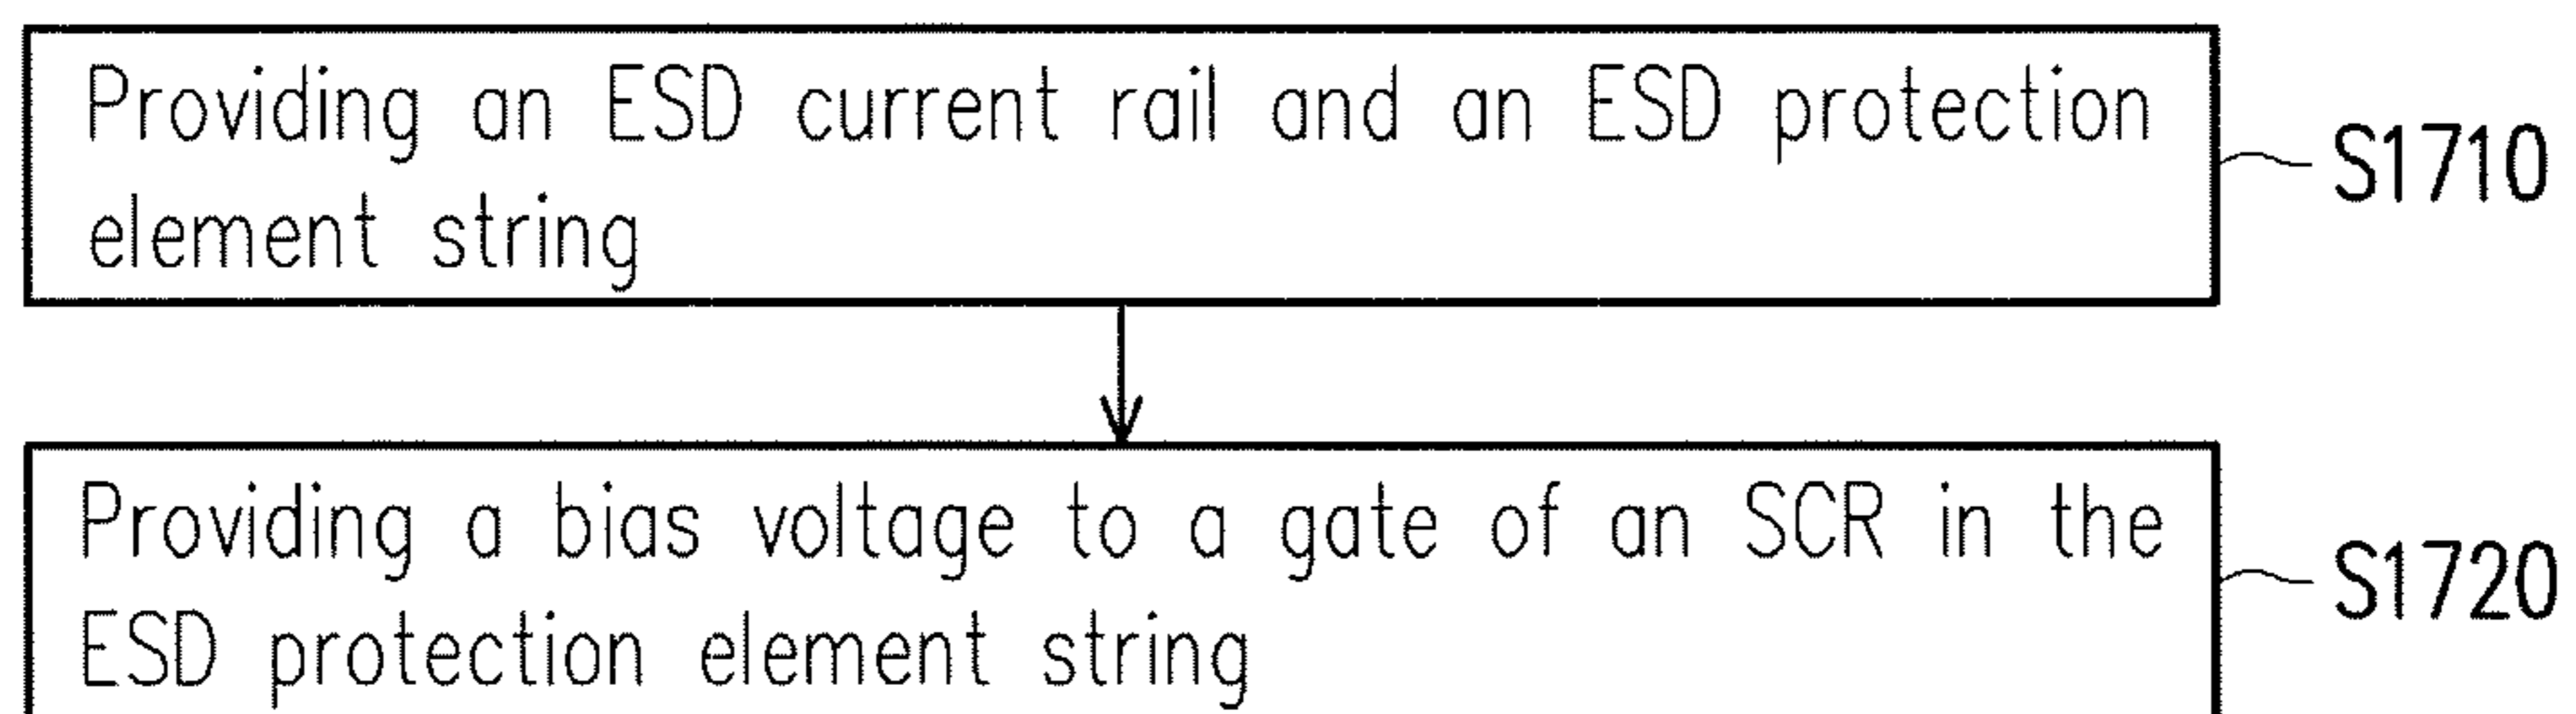 Providing an ESD current rail and an ESD protection
element string
S1710
Providing a bias voltage to a gate of an SCR in the
ESD protection element string
S1720